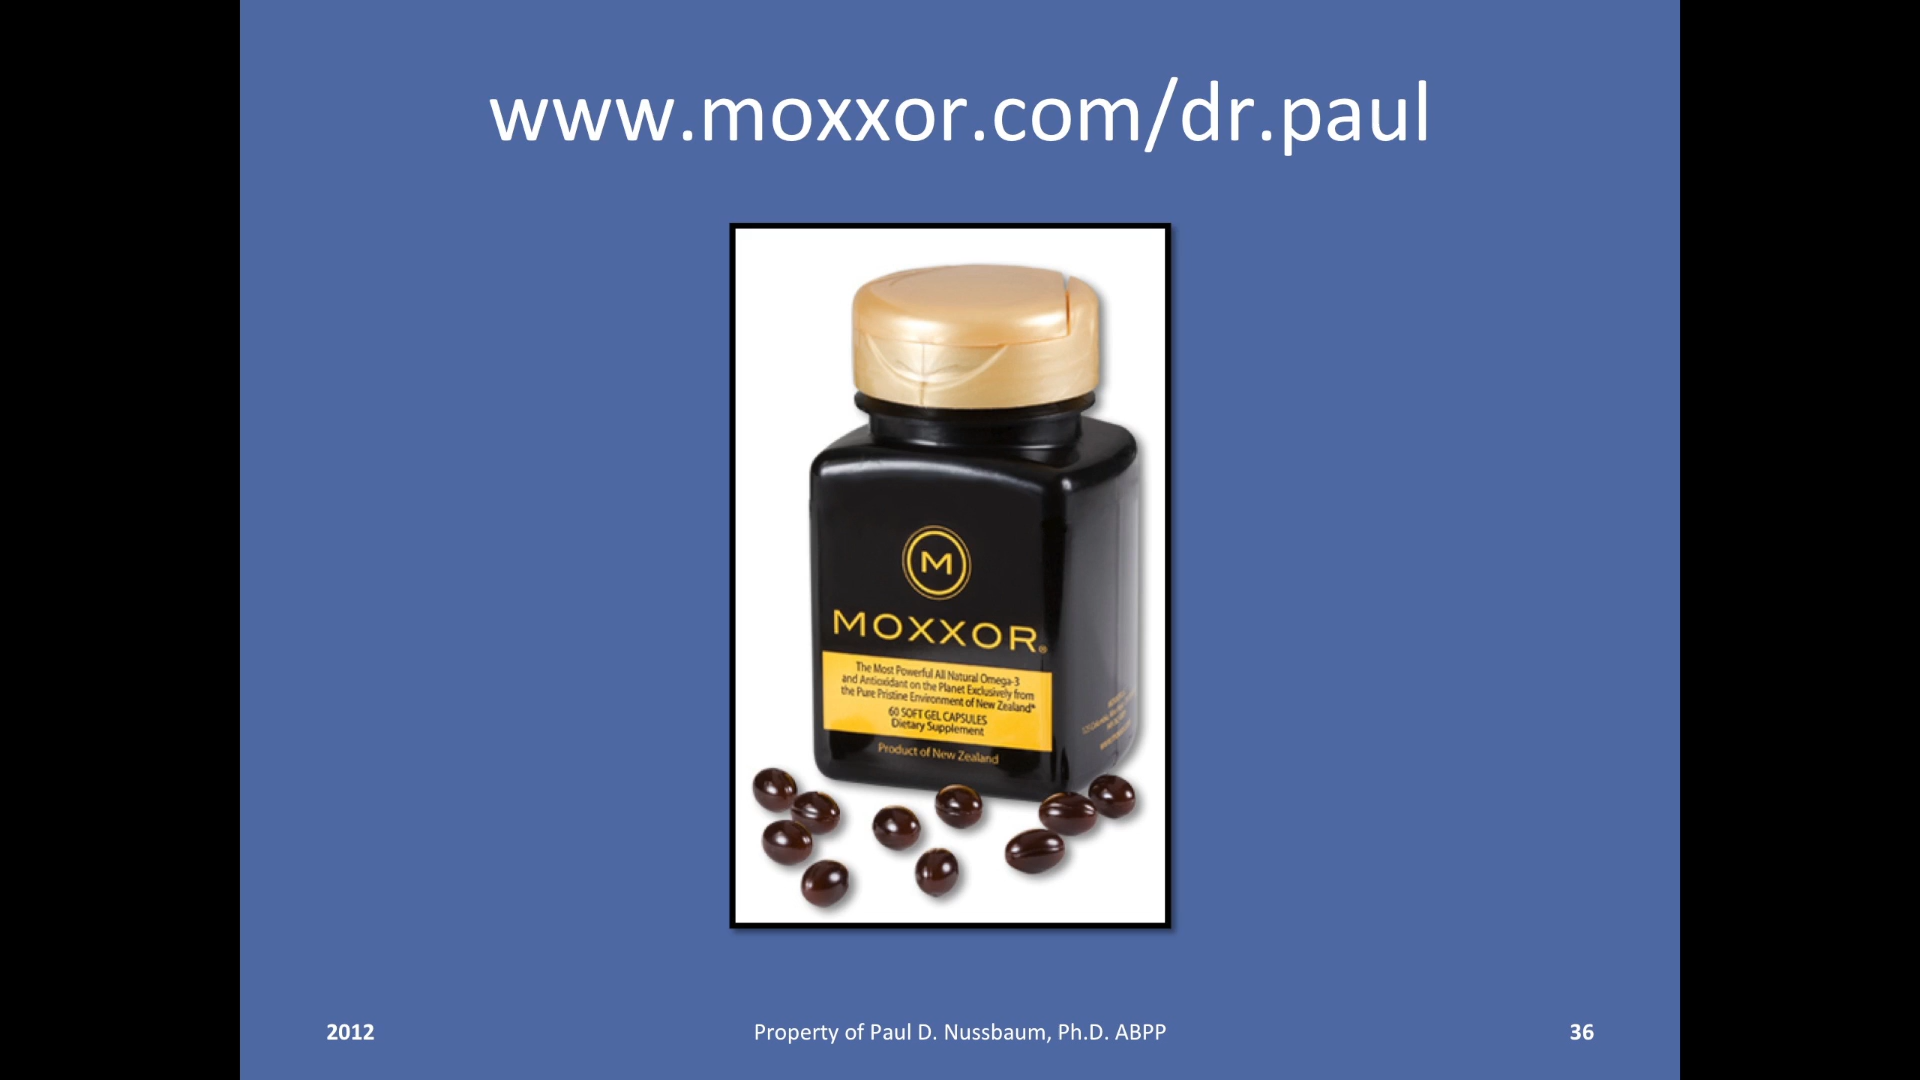 www.moxxor.com/dr.paul
M
MOXXOR®
The Most Powerful All Natural Omega-3
and Antioxidant on the Planet Exclusively from
the Pure Pristine Environment of New Zealand*
60 SOFT GEL CAPSULES
Dietary Supplement
Product of New Zealand
2012
Property of Paul D. Nussbaum, Ph.D. ABPP
36